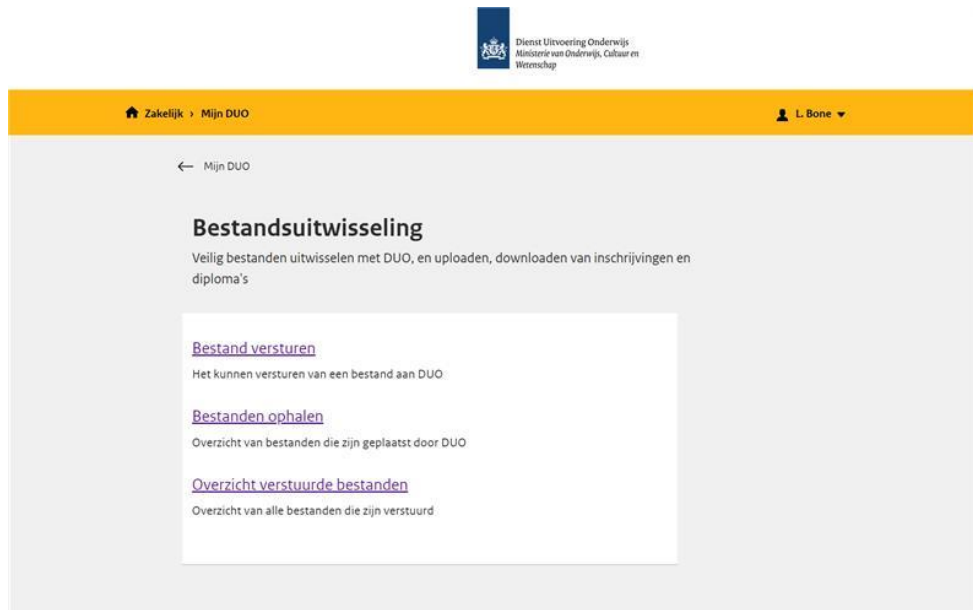 Dienst Uitvoering Onderwijs
Ministerie van Onderwijs, Cultuur en
Wetenschap
Zakelijk › Mijn DUO
L. Bone
Mijn DUO
Bestandsuitwisseling
Veilig bestanden uitwisselen met DUO, en uploaden, downloaden van inschrijvingen en
diploma's
Bestand versturen
Het kunnen versturen van een bestand aan DUO
Bestanden ophalen
Overzicht van bestanden die zijn geplaatst door DUO
Overzicht verstuurde bestanden
Overzicht van alle bestanden die zijn verstuurd